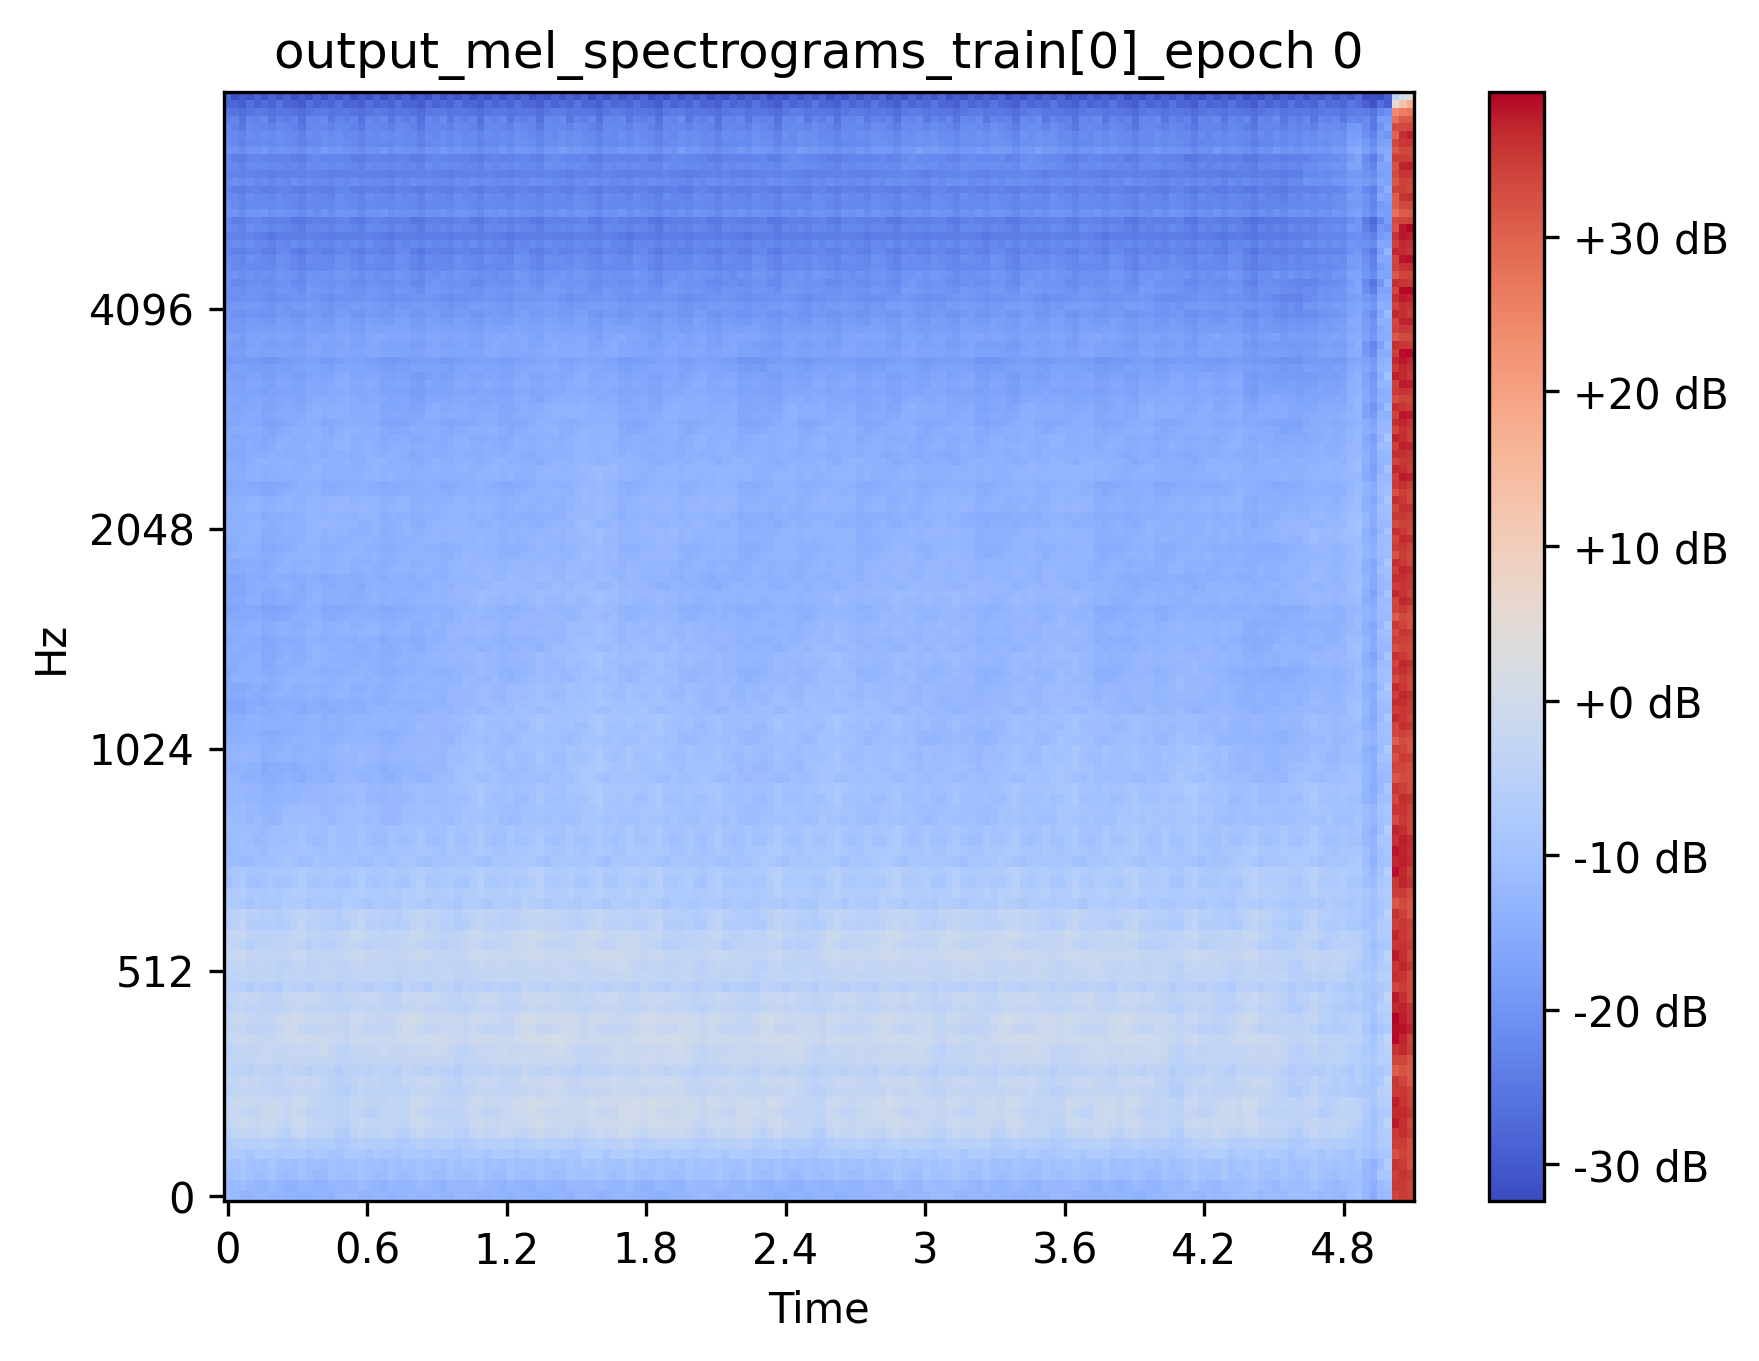 output_mel_spectrograms_train[0]_epoch 0
Hz
4096
2048
1024
512
0
0 0.6 1.2 1.8 2.4 3 3.6 4.2 4.8
Time
+30 dB
+20 dB
+10 dB
+0 dB
-10 dB
-20 dB
-30 dB